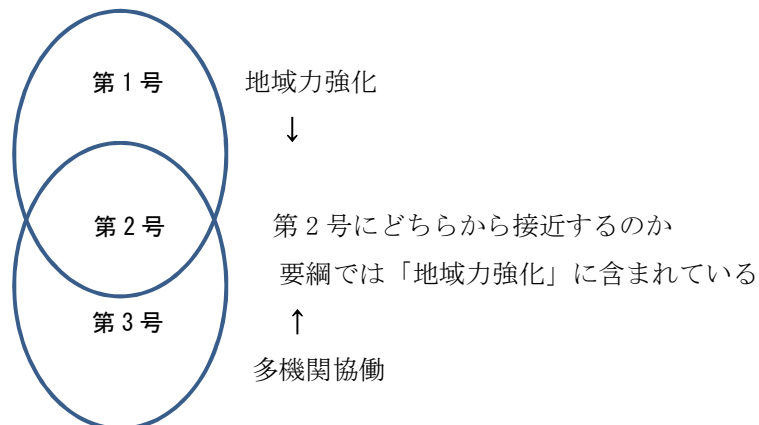 第１号 地域力強化
↓
第２号 第２号にどちらから接近するのか
要綱では「地域力強化」に含まれている
第３号 ↑
多機関協働